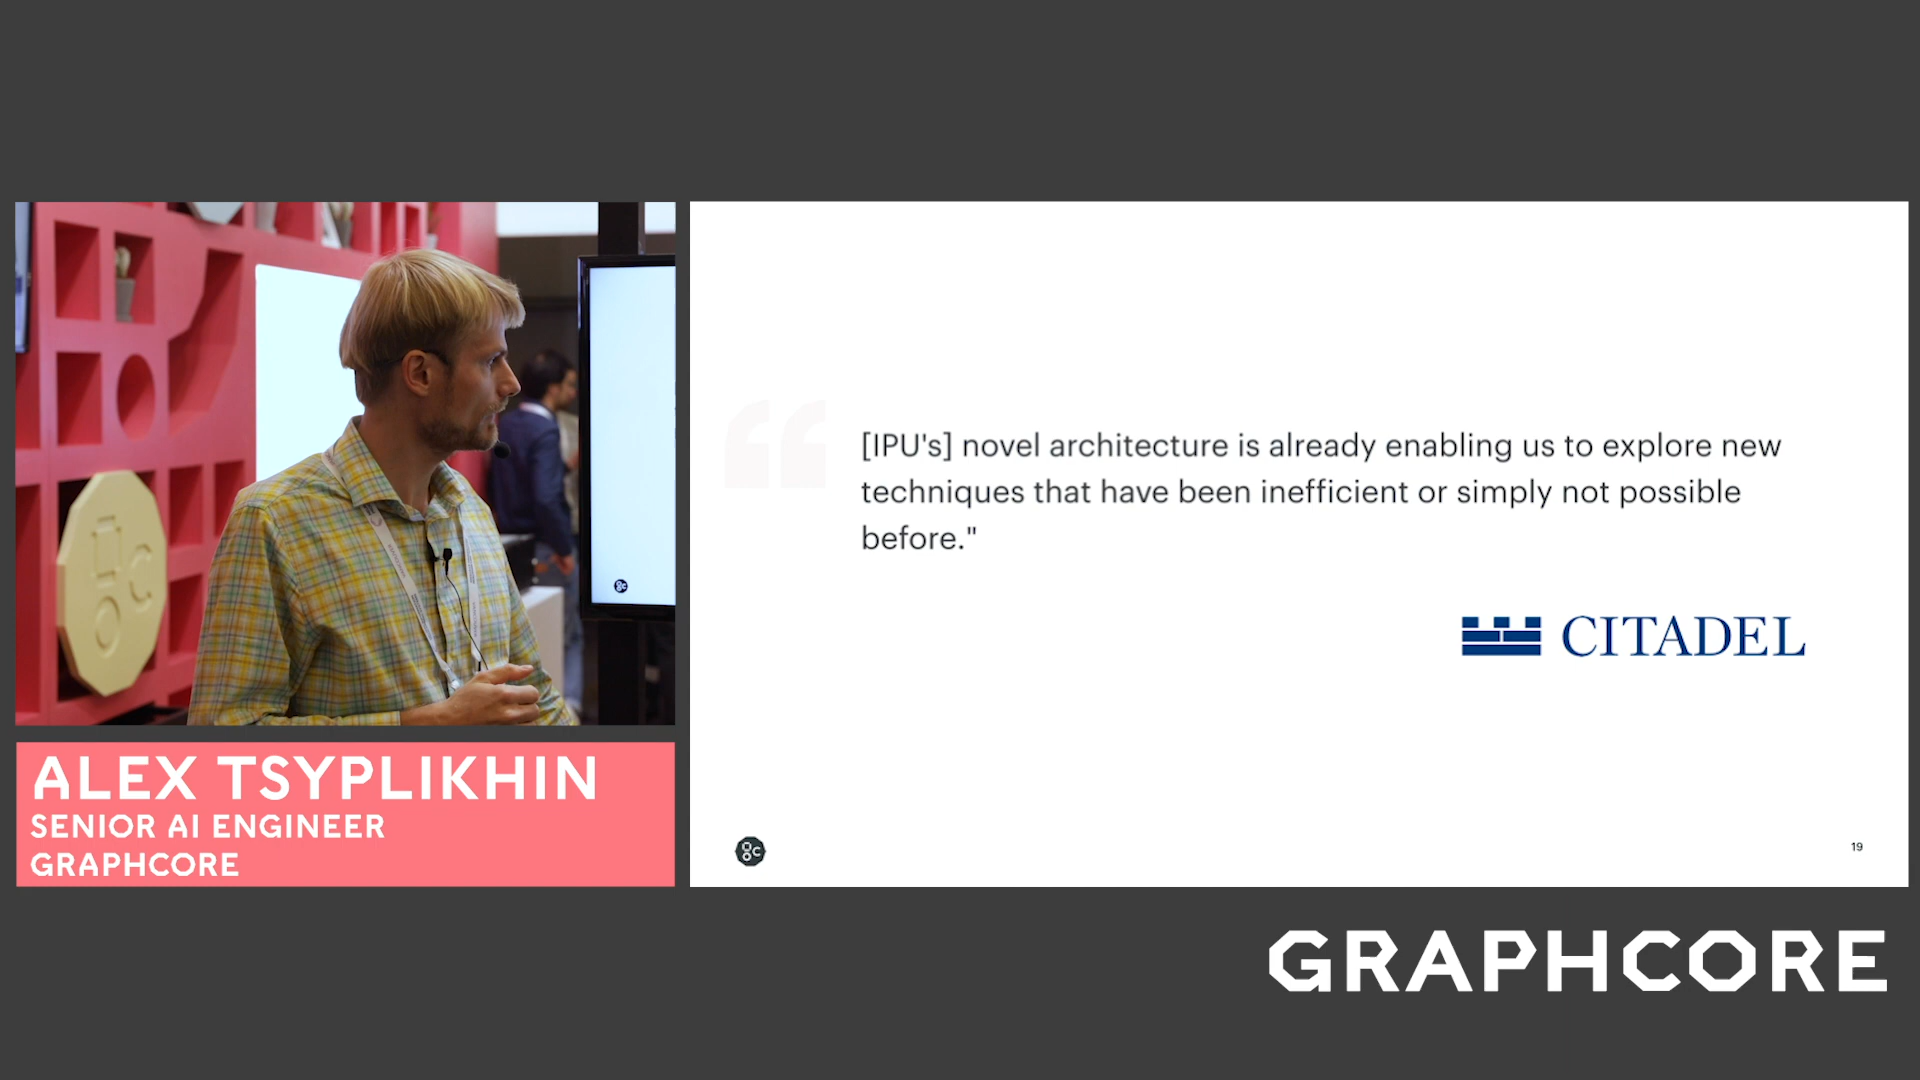 ALEX TSYPLIKHIN
SENIOR AI ENGINEER
GRAPHCORE
[IPU's] novel architecture is already enabling us to explore new
techniques that have been inefficient or simply not possible
before."
CITADEL
19
GRAPHCORE